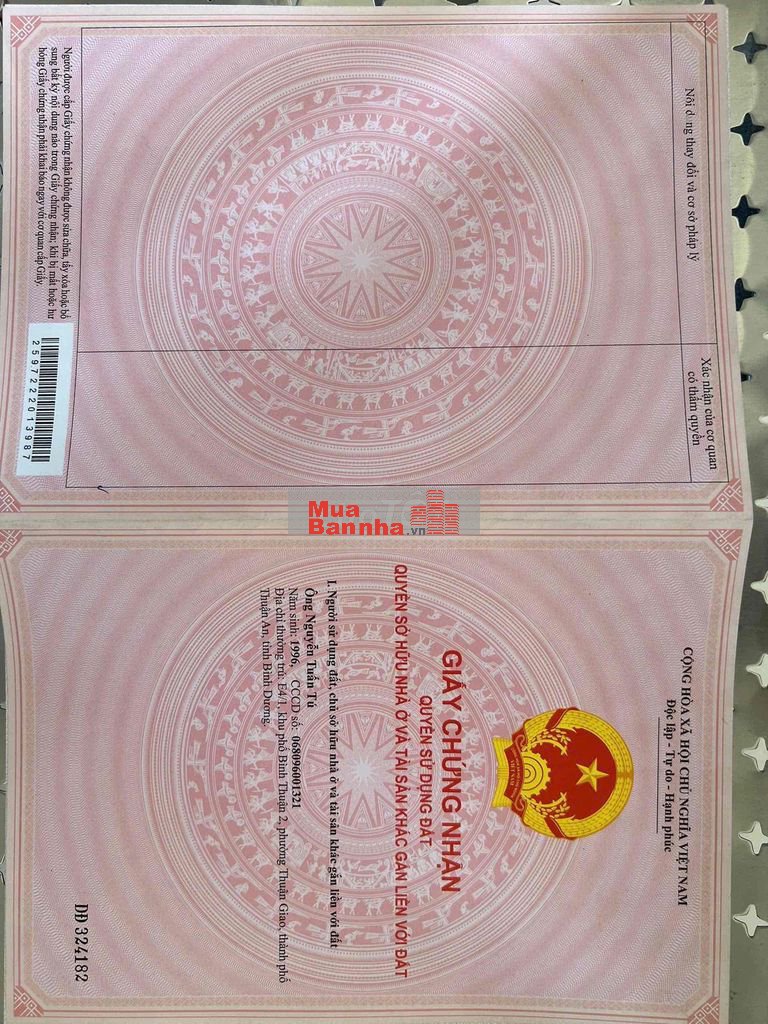 Nội dung thay đổi và cơ sở pháp lý
Xác nhận của cơ quan
có thẩm quyền
Người được cấp Giấy chứng nhận không được sửa chữa, tẩy xóa hoặc bổ
sung bất kỳ nội dung nào trong Giấy chứng nhận; khi bị mất hoặc hư
hỏng Giấy chứng nhận phải khai báo ngay với cơ quan cấp Giấy.
2597222013987
Mua
Bannha.vn
CỘNG HÒA XÃ HỘI CHỦ NGHĨA VIỆT NAM
Độc lập - Tự do - Hạnh phúc
GIẤY CHỨNG NHẬN
QUYỀN SỬ DỤNG ĐẤT
QUYỀN SỞ HỮU NHÀ Ở VÀ TÀI SẢN KHÁC GẮN LIỀN VỚI ĐẤT
I. Người sử dụng đất, chủ sở hữu nhà ở và tài sản khác gắn liền với đất
Ông Nguyễn Tuấn Tú
Năm sinh: 1996, CCCD số: 068096001321
Địa chỉ thường trú: E4/1, khu phố Bình Thuận 2, phường Thuận Giao, thành phố
Thuận An, tỉnh Bình Dương.
DĐ 324182